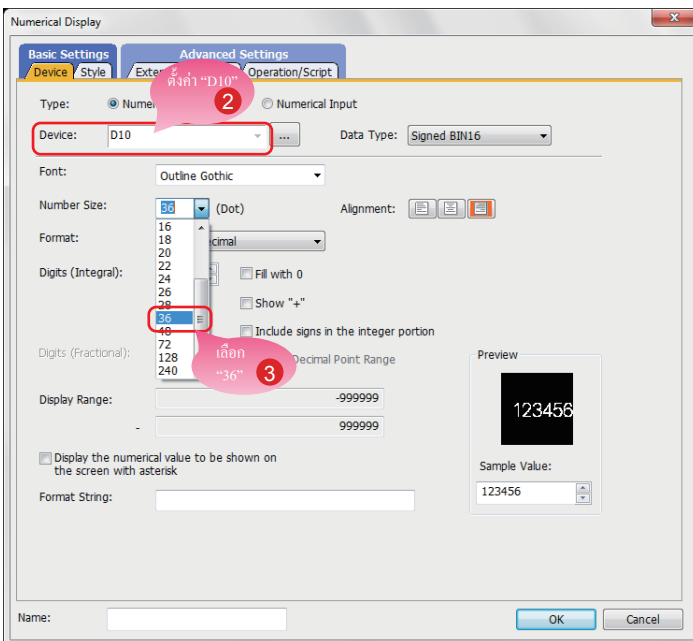 Numerical Display
Basic Settings Advanced Settings
Device Style Operation/Script
ตั้งค่า “D10”
2
Type: Numerical Input
Device: D10 ... Data Type: Signed BIN16
Font: Outline Gothic
Number Size: 36 (Dot) Alignment:
16
18
20
22
24
26
28
36
48
72
128
240
Format:
Digits (Integral): Fill with 0
Show "+"
Include signs in the integer portion
เลือก
“36”
3
Digits (Fractional): Decimal Point Range
Display Range: -999999
- 999999
Preview
123456
Display the numerical value to be shown on
the screen with asterisk
Sample Value:
123456
Format String:
Name: OK Cancel